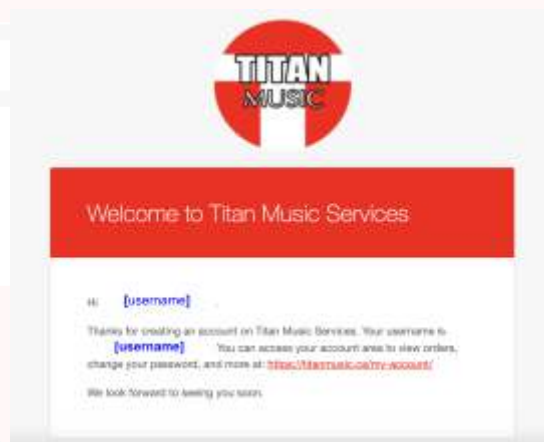 TITAN
MUSIC
Welcome to Titan Music Services
Hi [username] .
Thanks for creating an account on Titan Music Services. Your username is
[username] You can access your account area to view orders,
change your password, and more at: https://titanmusic.ca/my-account/
We look forward to seeing you soon.